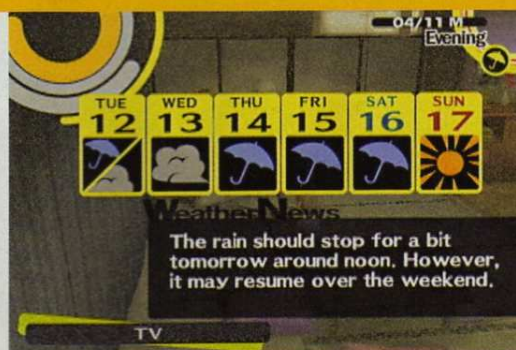 04/11 M
Evening
TUE WED THU FRI SAT SUN
12 13 14 15 16 17
Weather News
The rain should stop for a bit
tomorrow around noon. However,
it may resume over the weekend.
TV